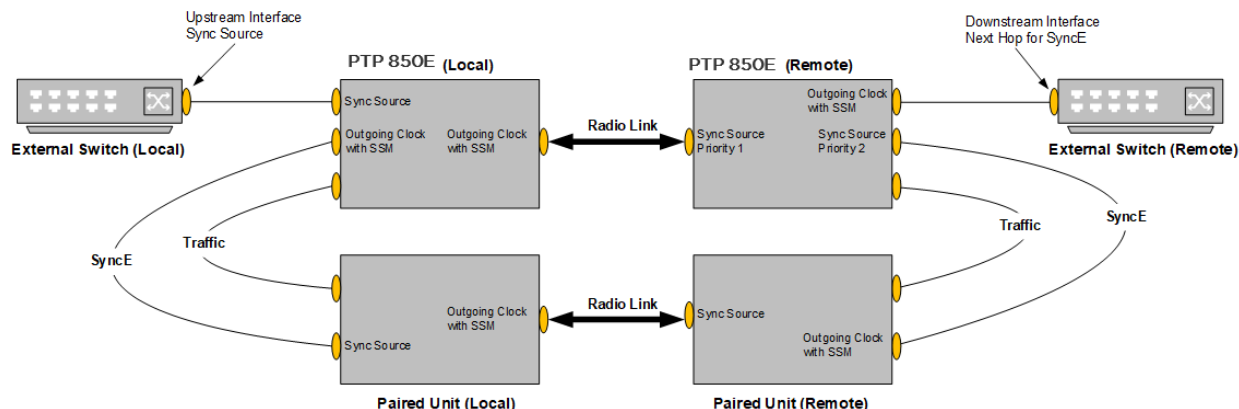 Upstream Interface
Sync Source
Downstream Interface
Next Hop for SyncE
PTP 850E (Local)
PTP 850E (Remote)
Sync Source
Outgoing Clock
with SSM
Outgoing Clock
with SSM
Radio Link
Sync Source
Priority 1
Outgoing Clock
with SSM
Sync Source
Priority 2
External Switch (Local)
External Switch (Remote)
SyncE
Traffic
Traffic
SyncE
Outgoing Clock
with SSM
Sync Source
Radio Link
Sync Source
Outgoing Clock
with SSM
Paired Unit (Local)
Paired Unit (Remote)